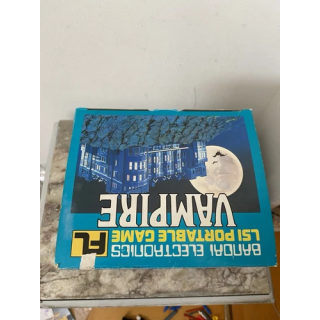 BANDAI ELECTRONICS
LSI PORTABLE GAME
FL
VAMPIRE